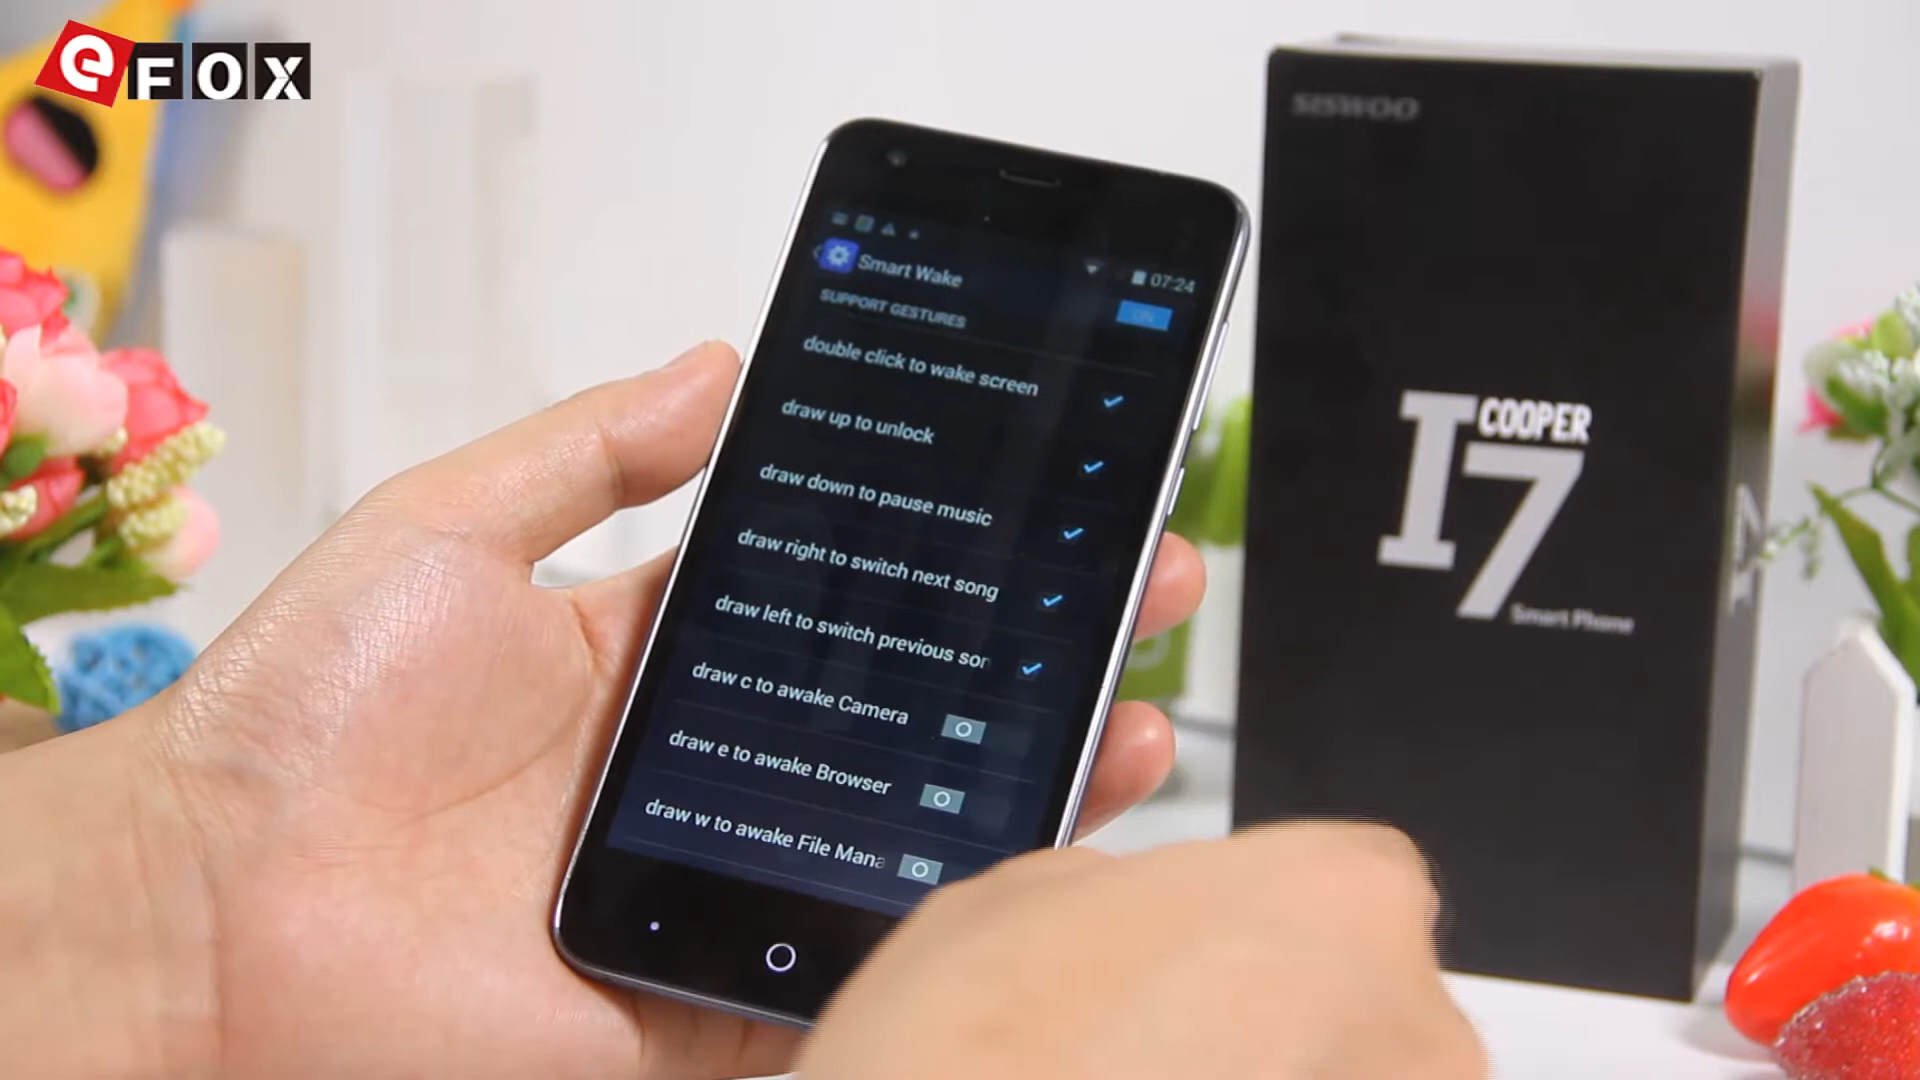 eFOX
SISWOO
Smart Wake
07:24
SUPPORT GESTURES
ON
double click to wake screen
draw up to unlock
draw down to pause music
draw right to switch next song
draw left to switch previous son
draw c to awake Camera
draw e to awake Browser
draw w to awake File Mana
COOPER
I7
Smart Phone